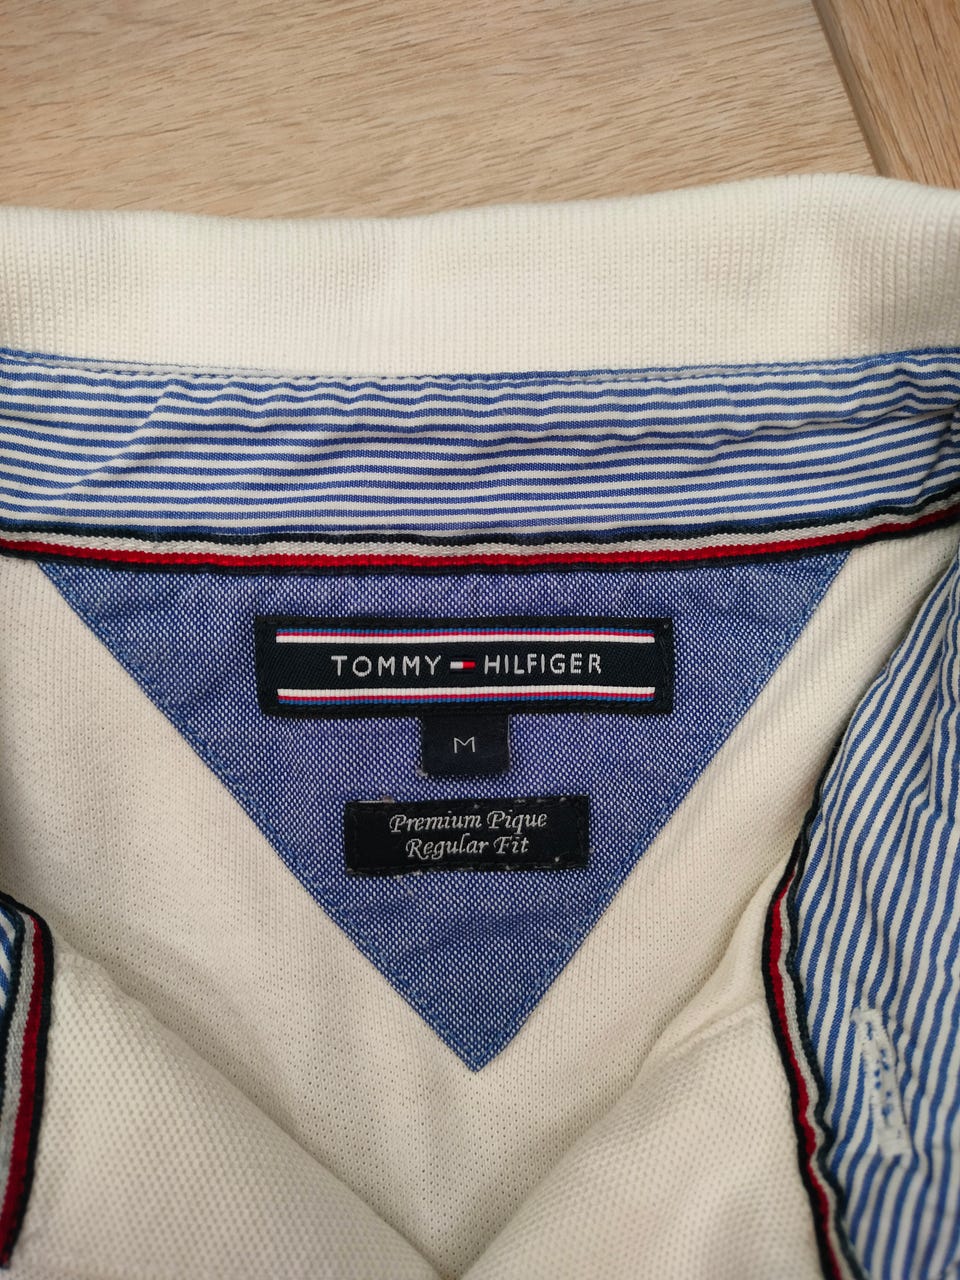 TOMMY HILFIGER
M
Premium Pique
Regular Fit